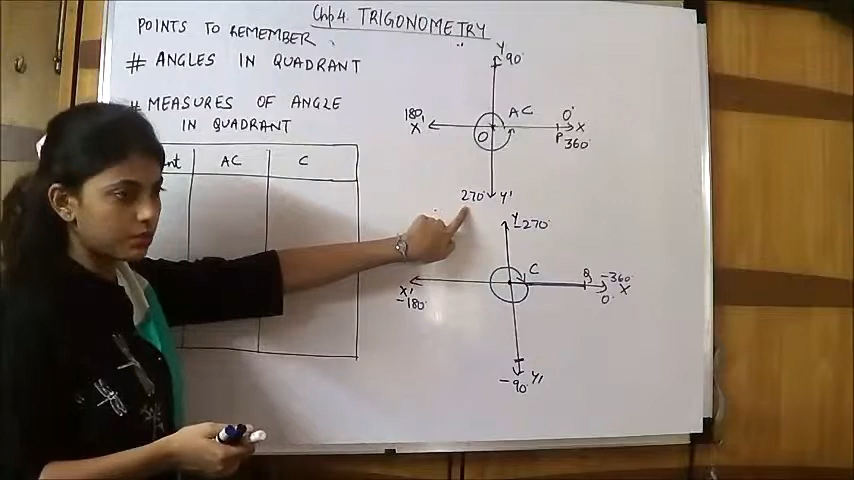 Chp 4. TRIGONOMETRY
POINTS TO REMEMBER
# ANGLES IN QUADRANT
# MEASURES OF ANGLE
IN QUADRANT
AC
C
Y
90°
180°
X'
AC
0°
X
O
P
360°
270°
Y'
Y
-270°
C
B
-360°
X'
-180°
0°
X
-90°
Y'